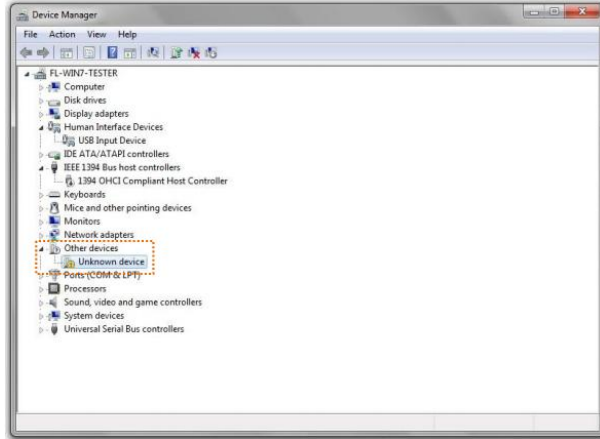 Device Manager
File Action View Help
FL-WIN7-TESTER
Computer
Disk drives
Display adapters
Human Interface Devices
USB Input Device
IDE ATA/ATAPI controllers
IEEE 1394 Bus host controllers
1394 OHCI Compliant Host Controller
Keyboards
Mice and other pointing devices
Monitors
Network adapters
Other devices
Unknown device
Ports (COM & LPT)
Processors
Sound, video and game controllers
System devices
Universal Serial Bus controllers